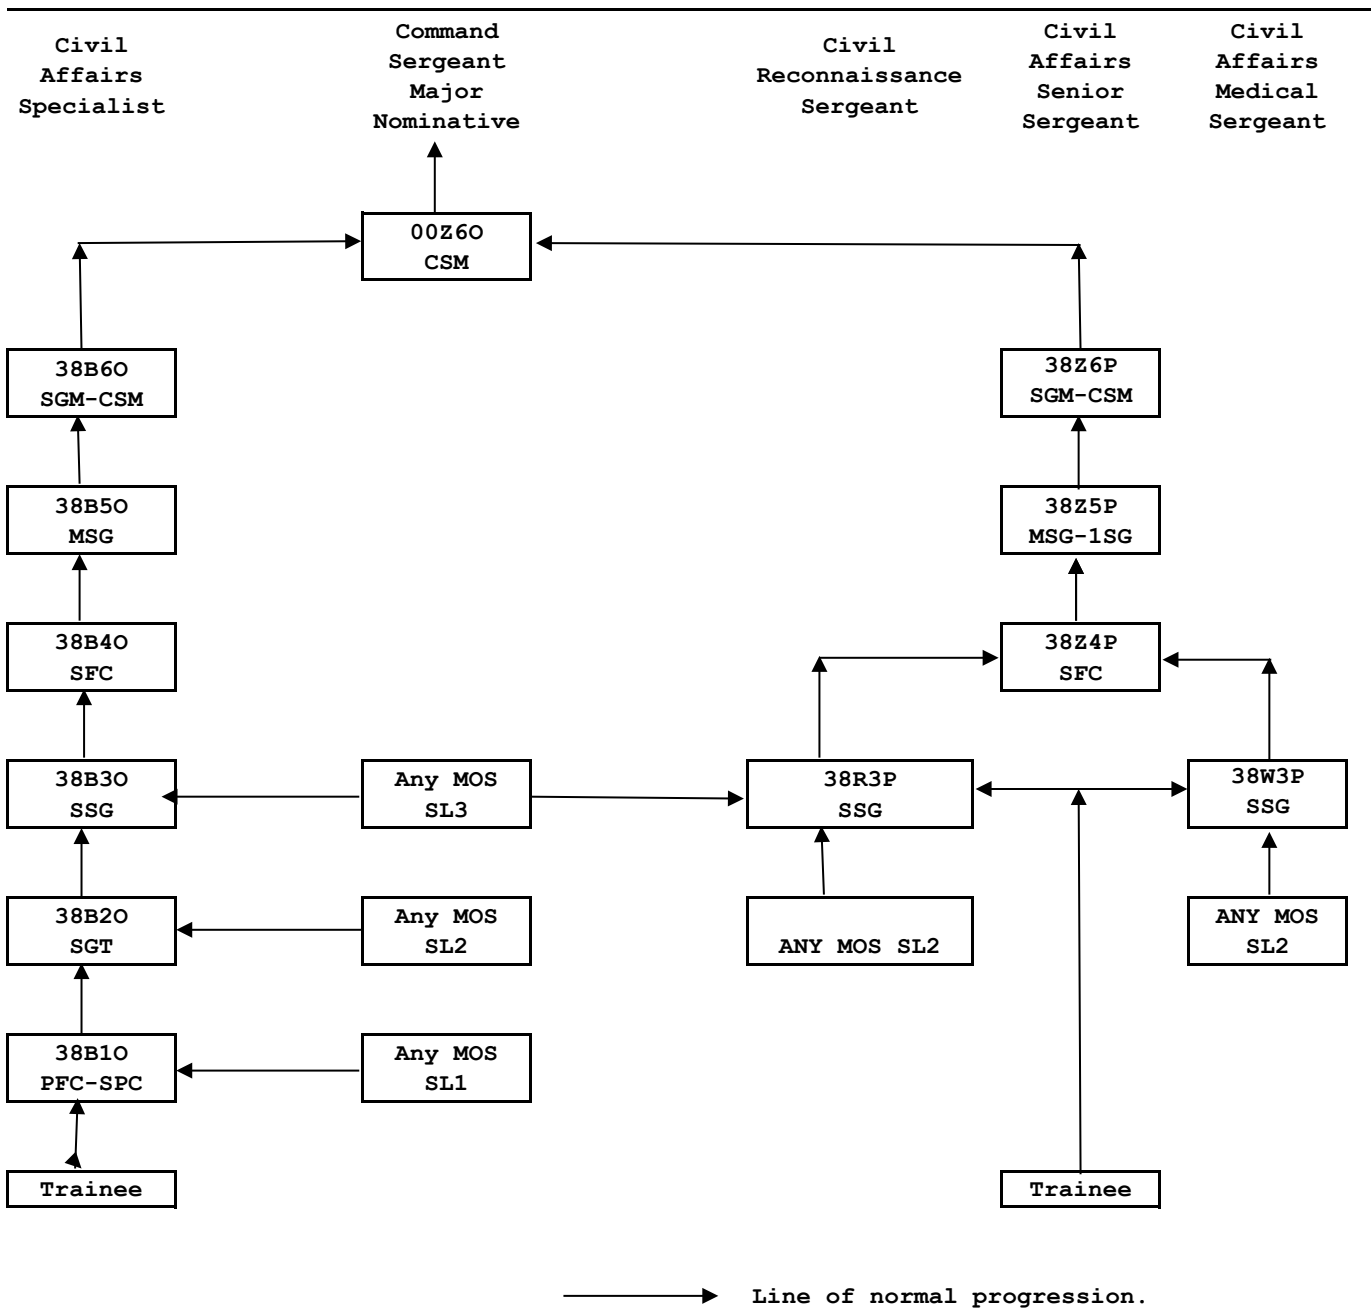 Civil
Affairs
Specialist
Command
Sergeant
Major
Nominative
Civil
Reconnaissance
Sergeant
Civil
Affairs
Senior
Sergeant
Civil
Affairs
Medical
Sergeant
00Z6O
CSM
38B6O
SGM-CSM
38Z6P
SGM-CSM
38B5O
MSG
38Z5P
MSG-1SG
38B4O
SFC
38Z4P
SFC
38B3O
SSG
Any MOS
SL3
38R3P
SSG
38W3P
SSG
38B2O
SGT
Any MOS
SL2
ANY MOS SL2
ANY MOS
SL2
38B1O
PFC-SPC
Any MOS
SL1
Trainee
Trainee
Line of normal progression.